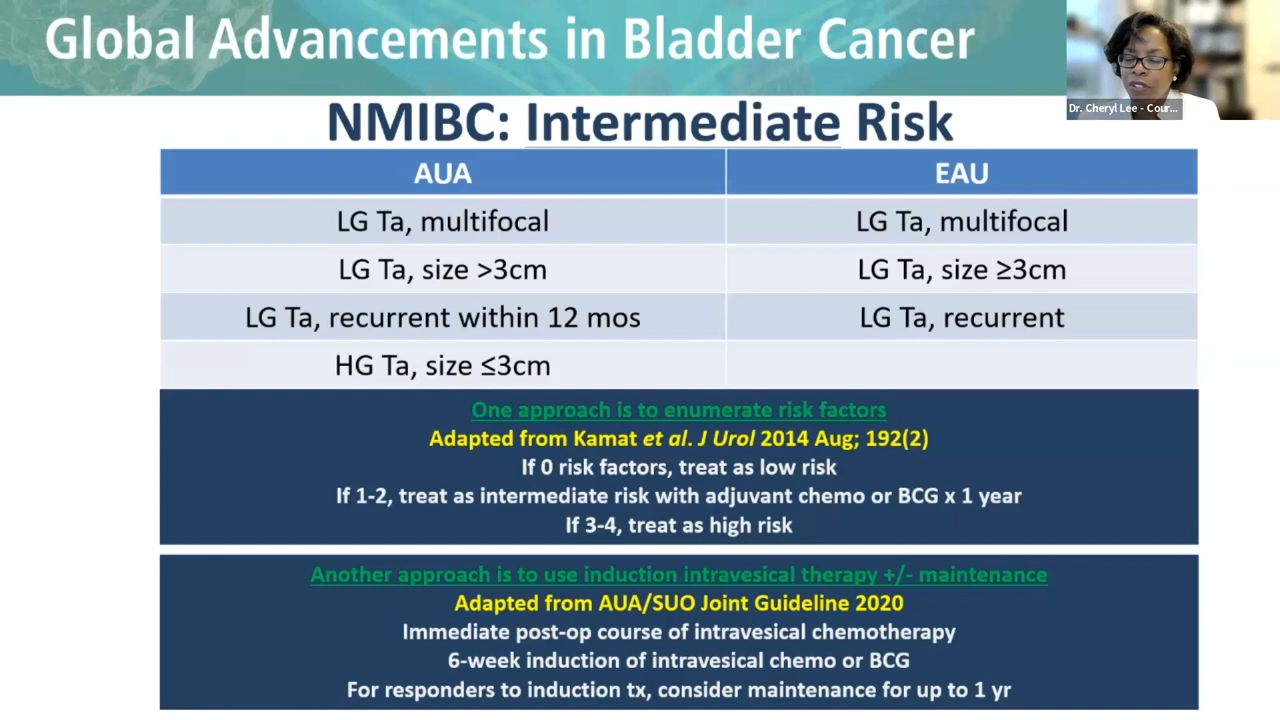 Global Advancements in Bladder Cancer
Dr. Cheryl Lee - Cour...
NMIBC: Intermediate Risk
AUA
EAU
LG Ta, multifocal
LG Ta, multifocal
LG Ta, size >3cm
LG Ta, size ≥3cm
LG Ta, recurrent within 12 mos
LG Ta, recurrent
HG Ta, size ≤3cm
One approach is to enumerate risk factors
Adapted from Kamat et al. J Urol 2014 Aug; 192(2)
If 0 risk factors, treat as low risk
If 1-2, treat as intermediate risk with adjuvant chemo or BCG x 1 year
If 3-4, treat as high risk
Another approach is to use induction intravesical therapy +/- maintenance
Adapted from AUA/SUO Joint Guideline 2020
Immediate post-op course of intravesical chemotherapy
6-week induction of intravesical chemo or BCG
For responders to induction tx, consider maintenance for up to 1 yr